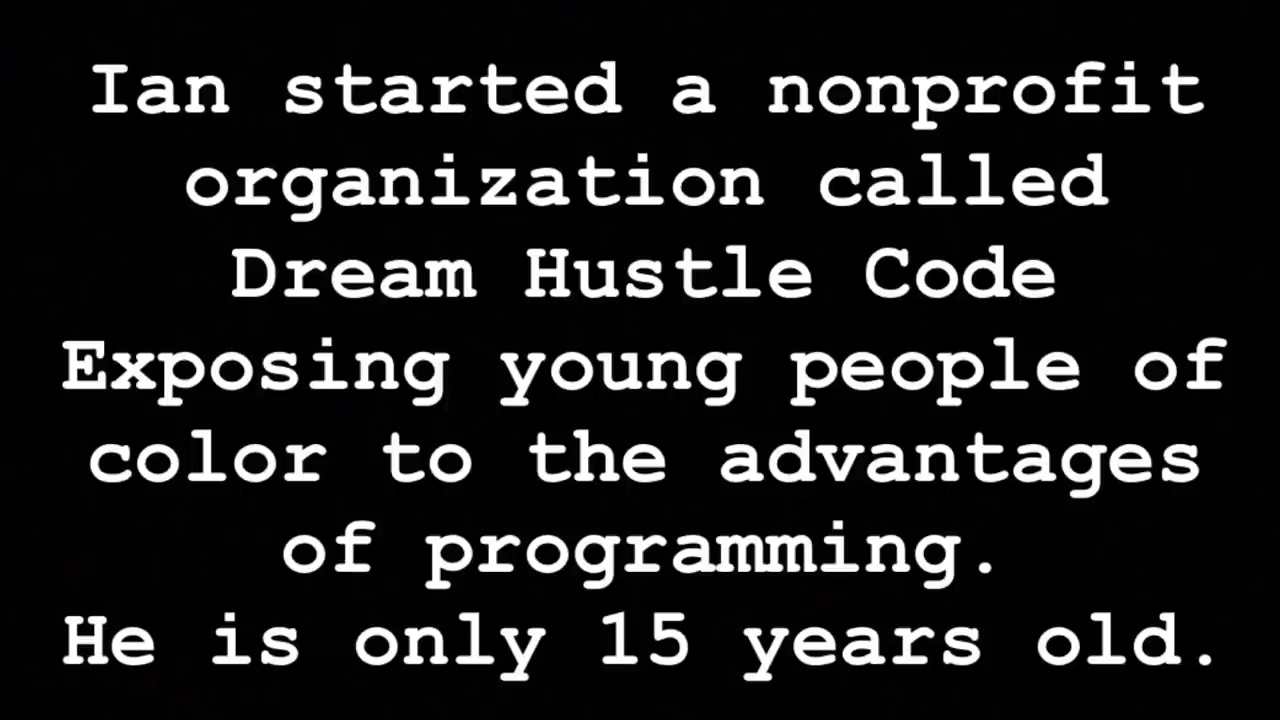 Ian started a nonprofit
organization called
Dream Hustle Code
Exposing young people of
color to the advantages
of programming.
He is only 15 years old.